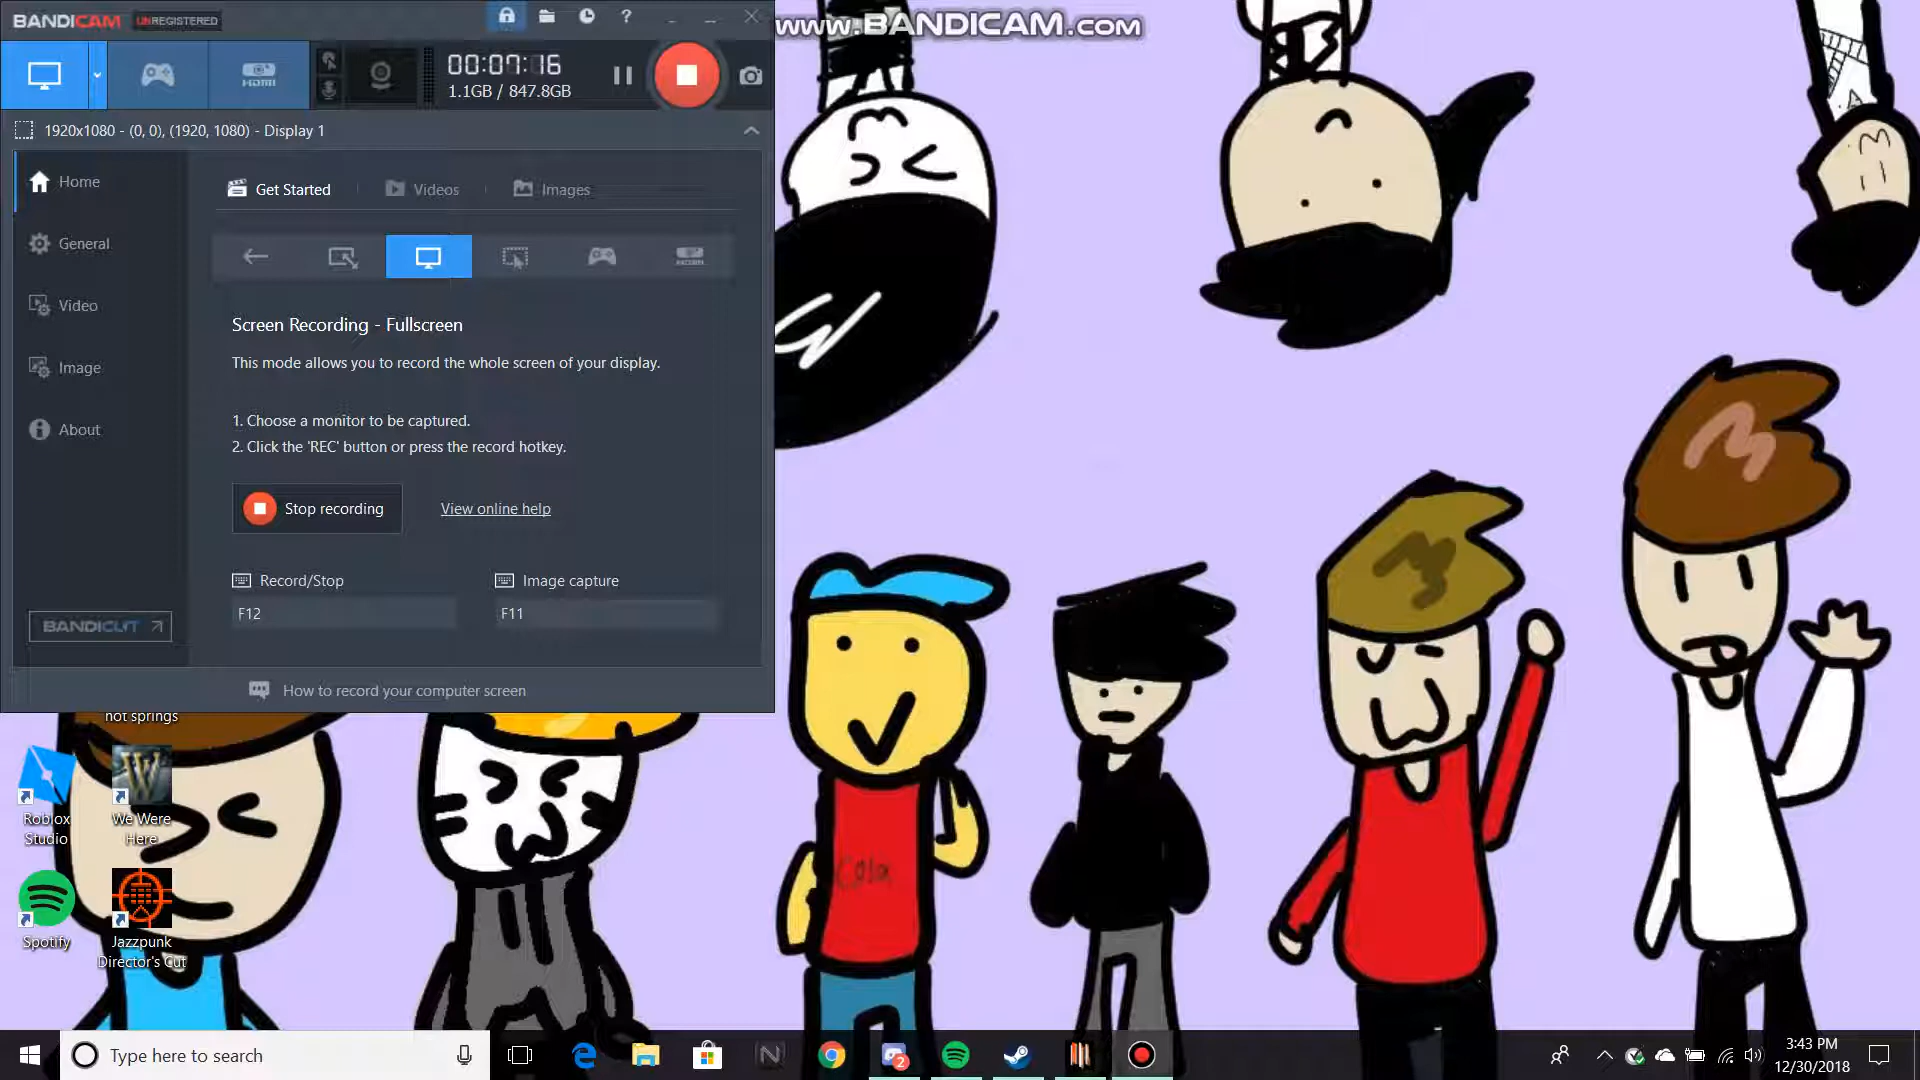 BANDICAM UNREGISTERED
www.BANDICAM.com
00:07:16
1.1GB / 847.8GB
HDMI
1920x1080 - (0, 0), (1920, 1080) - Display 1
Home
General
Video
Image
About
BANDICUT
Get Started
Videos
Images
Screen Recording - Fullscreen
This mode allows you to record the whole screen of your display.
1. Choose a monitor to be captured.
2. Click the 'REC' button or press the record hotkey.
Stop recording
View online help
Record/Stop
Image capture
F12
F11
How to record your computer screen
hot springs
Roblox
Studio
We Were
Here
Spotify
Jazzpunk
Director's Cut
Cola
Type here to search
2
3:43 PM
12/30/2018